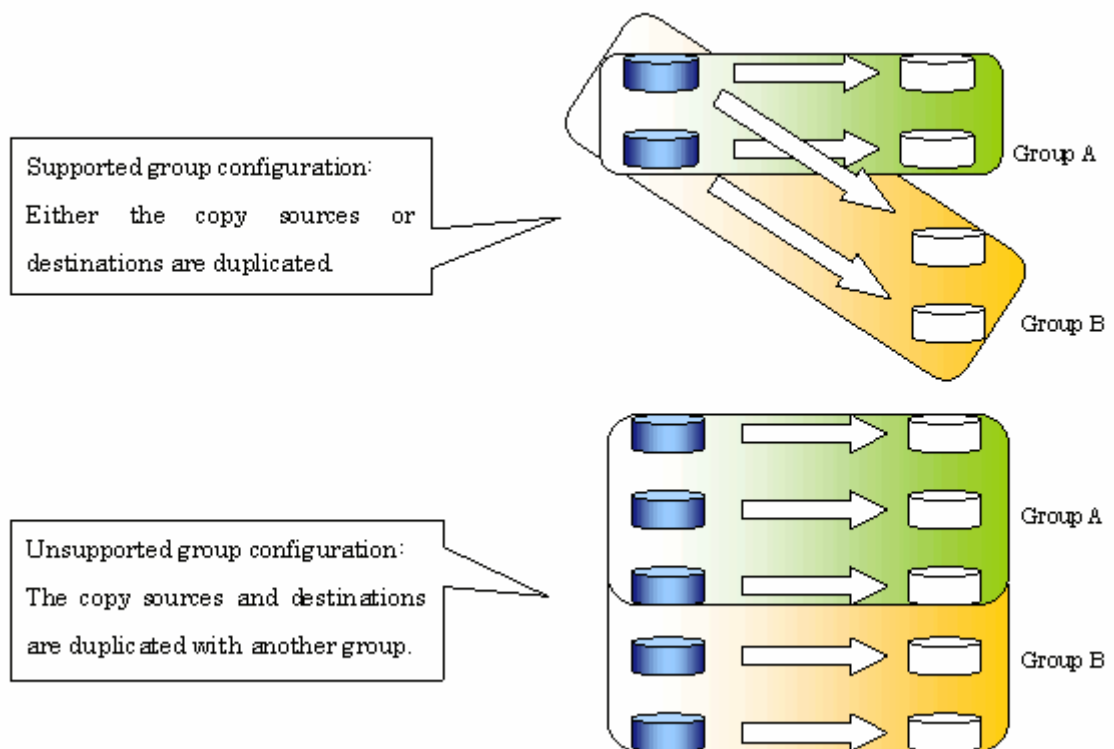 Group A
Supported group configuration:
Either the copy sources or
destinations are duplicated.
Group B
Group A
Unsupported group configuration:
The copy sources and destinations
are duplicated with another group.
Group B